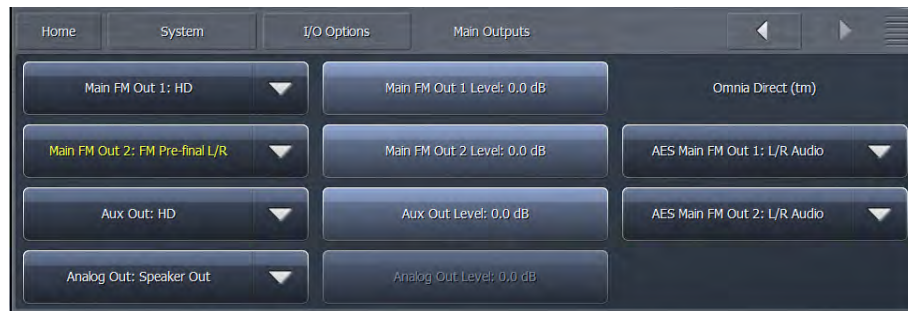 Home System I/O Options Main Outputs
Main FM Out 1: HD Main FM Out 1 Level: 0.0 dB Omnia Direct (tm)
Main FM Out 2: FM Pre-final L/R Main FM Out 2 Level: 0.0 dB AES Main FM Out 1: L/R Audio
Aux Out: HD Aux Out Level: 0.0 dB AES Main FM Out 2: L/R Audio
Analog Out: Speaker Out Analog Out Level: 0.0 dB